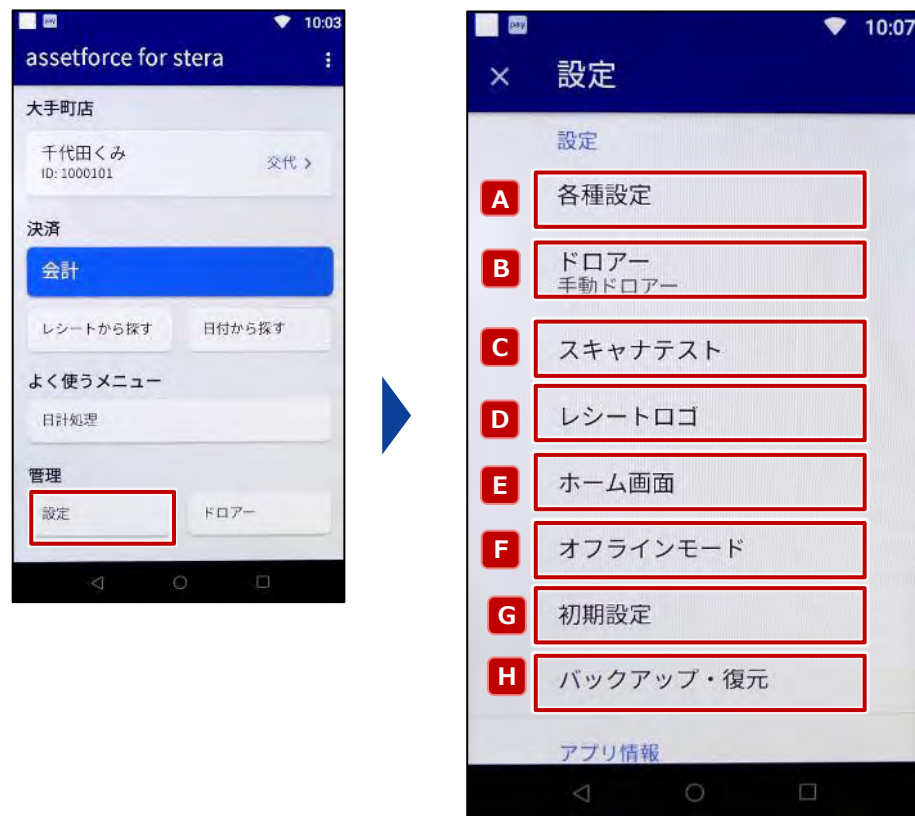 pay
10:03
assetforce for stera
大手町店
千代田くみ
ID: 1000101
交代 >
決済
会計
レシートから探す
日付から探す
よく使うメニュー
日計処理
管理
設定
ドロアー
pay
10:07
× 設定
設定
A 各種設定
B ドロアー
手動ドロアー
C スキャナテスト
D レシートロゴ
E ホーム画面
F オフラインモード
G 初期設定
H バックアップ・復元
アプリ情報